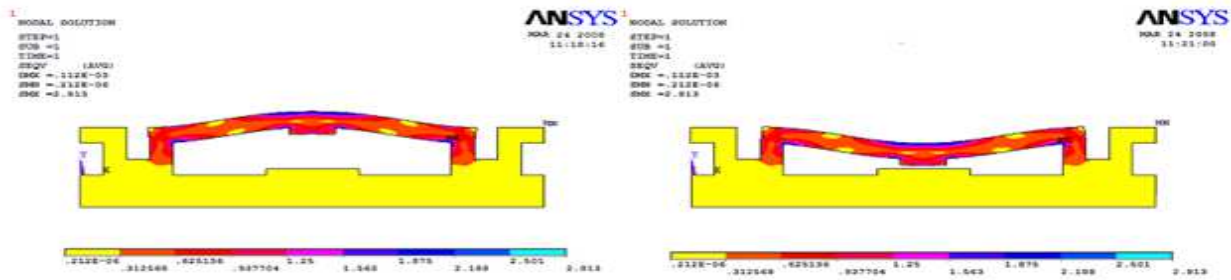 1
NODAL SOLUTION
STEP=1
SUB =1
TIME=1
SEQV (AVG)
DMX =.112E-03
SMN =.212E-06
SMX =2.813
ANSYS
MAR 24 2008
11:18:16
MX
Y
X
.212E-06 .312568 .625136 .937704 1.25 1.563 1.875 2.188 2.501 2.813
1
NODAL SOLUTION
STEP=1
SUB =1
TIME=1
SEQV (AVG)
DMX =.112E-03
SMN =.212E-06
SMX =2.813
ANSYS
MAR 24 2008
MN
Y
X
.212E-06 .312568 .625136 .937704 1.25 1.563 1.875 2.188 2.501 2.813